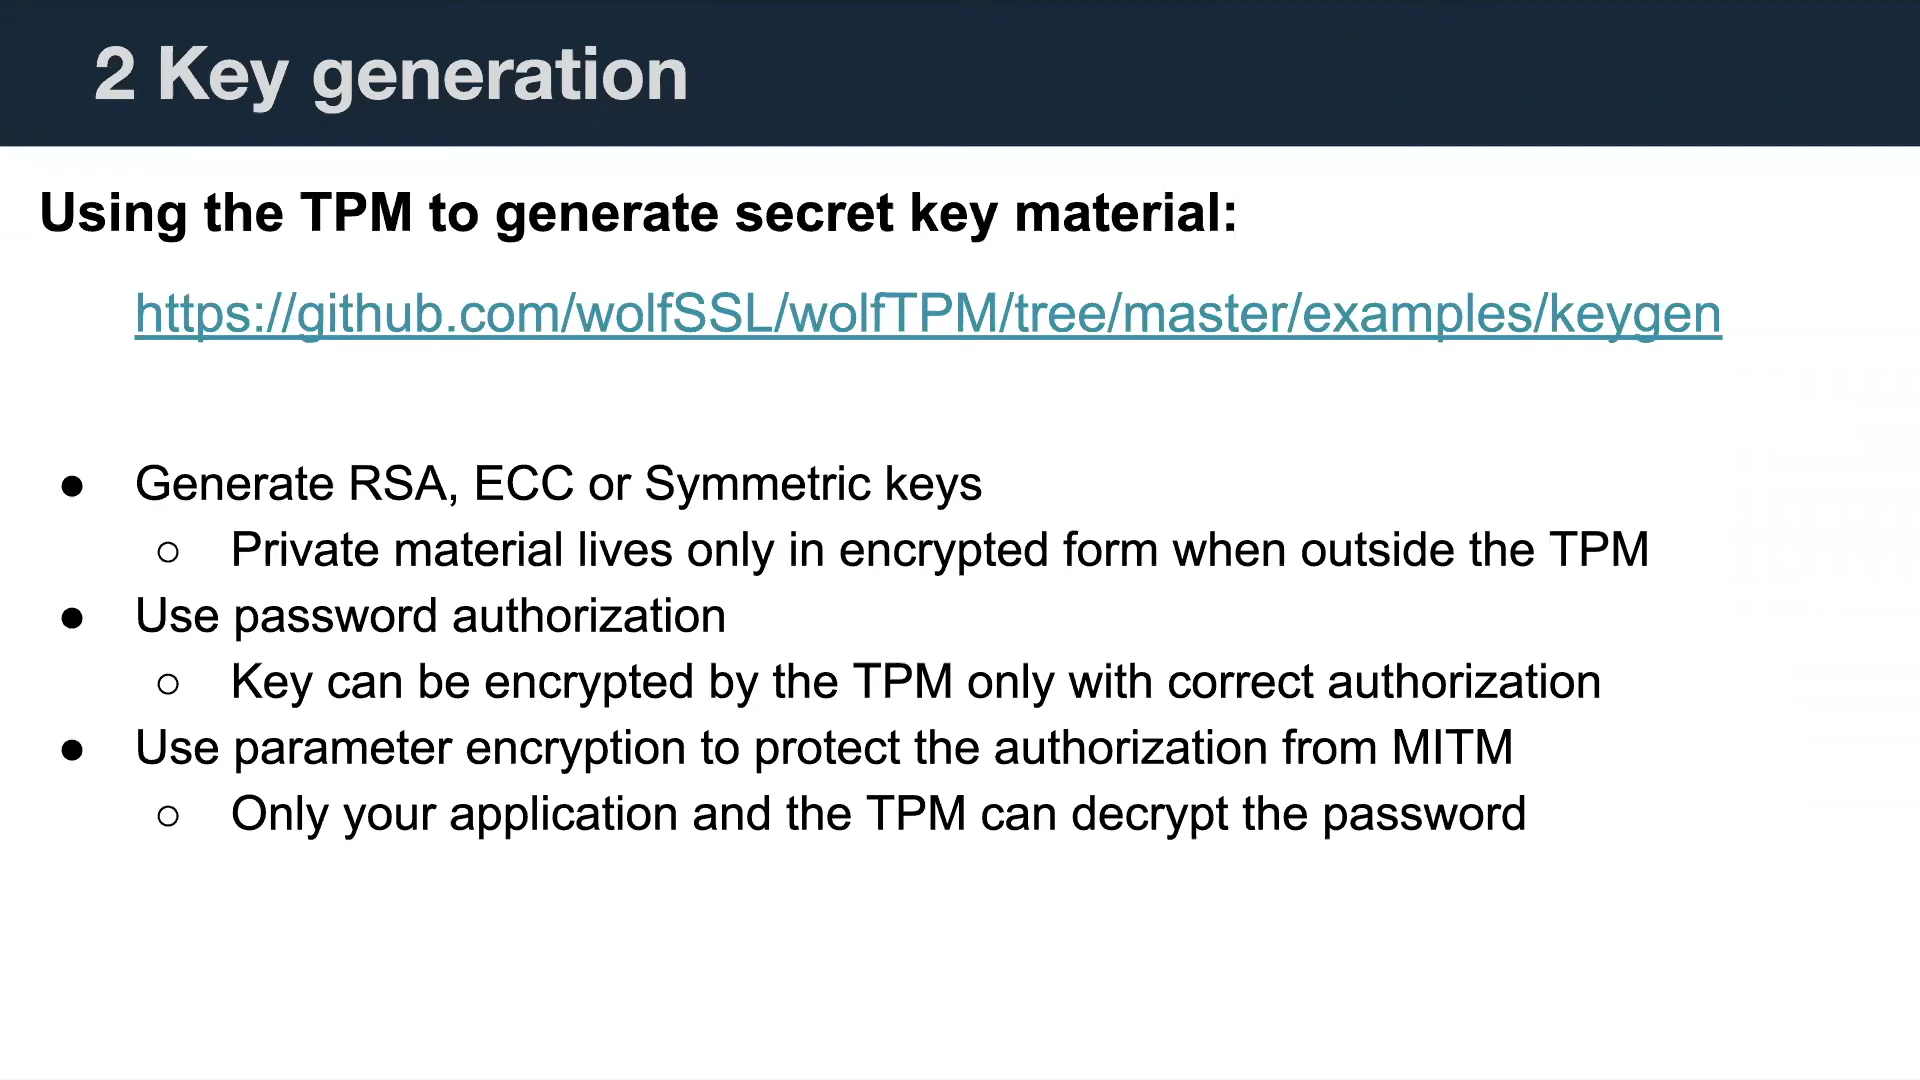 2 Key generation
Using the TPM to generate secret key material:
https://github.com/wolfSSL/wolfTPM/tree/master/examples/keygen
● Generate RSA, ECC or Symmetric keys
○ Private material lives only in encrypted form when outside the TPM
● Use password authorization
○ Key can be encrypted by the TPM only with correct authorization
● Use parameter encryption to protect the authorization from MITM
○ Only your application and the TPM can decrypt the password